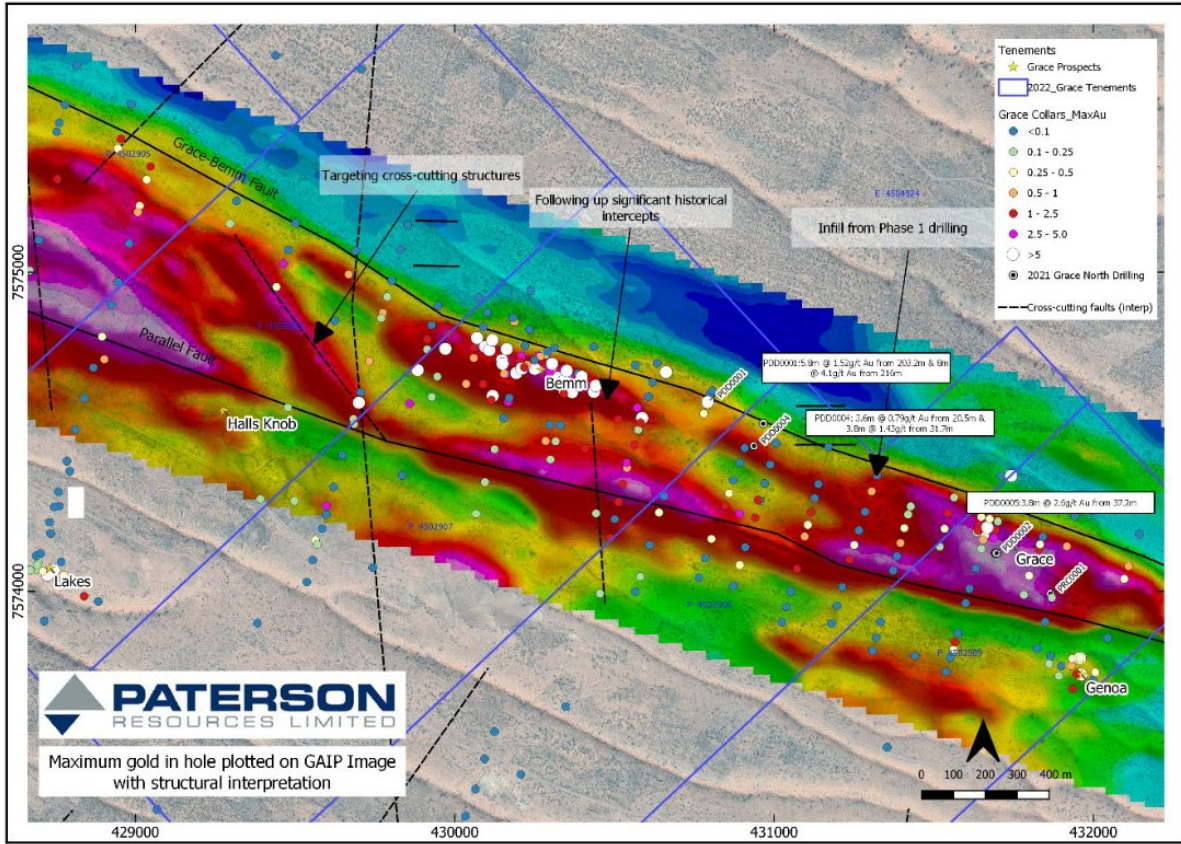 Tenements
Grace Prospects
2022_Grace Tenements
Grace Collars_MaxAu
<0.1
0.1 - 0.25
0.25 - 0.5
0.5 - 1
1 - 2.5
2.5 - 5.0
>5
2021 Grace North Drilling
Cross-cutting faults (interp)
P 4502905
Grace-Bemm Fault
Targeting cross-cutting structures
Following up significant historical
intercepts
E 4504524
Infill from Phase 1 drilling
7575000
Parallel Fault
Bemm
PDD0001
PDD0001:5.8m @ 1.52g/t Au from 203.2m & 8m
@ 4.1g/t Au from 216m
Halls Knob
PDD0004
PDD0004: 3.6m @ 0.79g/t Au from 20.5m &
3.8m @ 1.43g/t from 31.7m
PDD0005:3.8m @ 2.6g/t Au from 37.2m
P 4502907
PDD0002
Grace
PRC0001
Lakes
7574000
P 4502908
P 4502909
Genoa
PATERSON
RESOURCES LIMITED
Maximum gold in hole plotted on GAIP Image
with structural interpretation
0 100 200 300 400 m
429000
430000
431000
432000